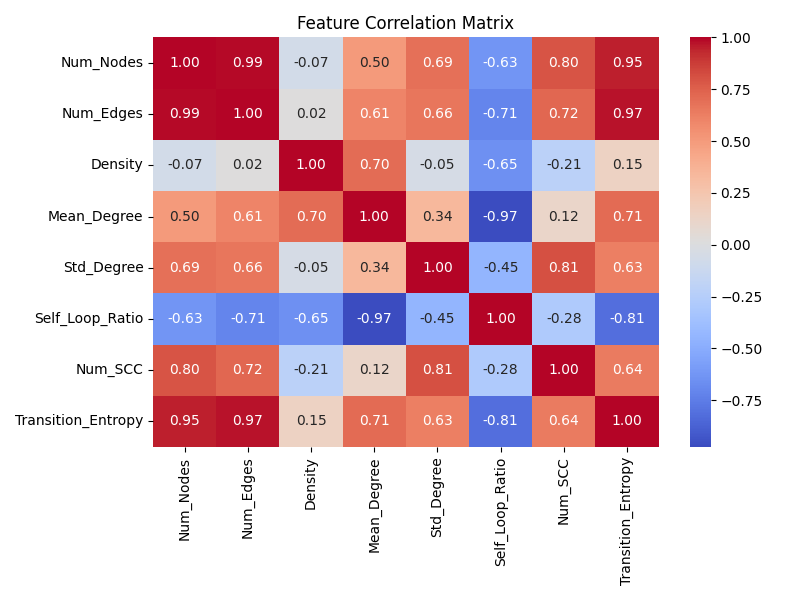 Feature Correlation Matrix
Num_Nodes 1.00 0.99 -0.07 0.50 0.69 -0.63 0.80 0.95
Num_Edges 0.99 1.00 0.02 0.61 0.66 -0.71 0.72 0.97
Density -0.07 0.02 1.00 0.70 -0.05 -0.65 -0.21 0.15
Mean_Degree 0.50 0.61 0.70 1.00 0.34 -0.97 0.12 0.71
Std_Degree 0.69 0.66 -0.05 0.34 1.00 -0.45 0.81 0.63
Self_Loop_Ratio -0.63 -0.71 -0.65 -0.97 -0.45 1.00 -0.28 -0.81
Num_SCC 0.80 0.72 -0.21 0.12 0.81 -0.28 1.00 0.64
Transition_Entropy 0.95 0.97 0.15 0.71 0.63 -0.81 0.64 1.00
Num_Nodes
Num_Edges
Density
Mean_Degree
Std_Degree
Self_Loop_Ratio
Num_SCC
Transition_Entropy
1.00
0.75
0.50
0.25
0.00
−0.25
−0.50
−0.75